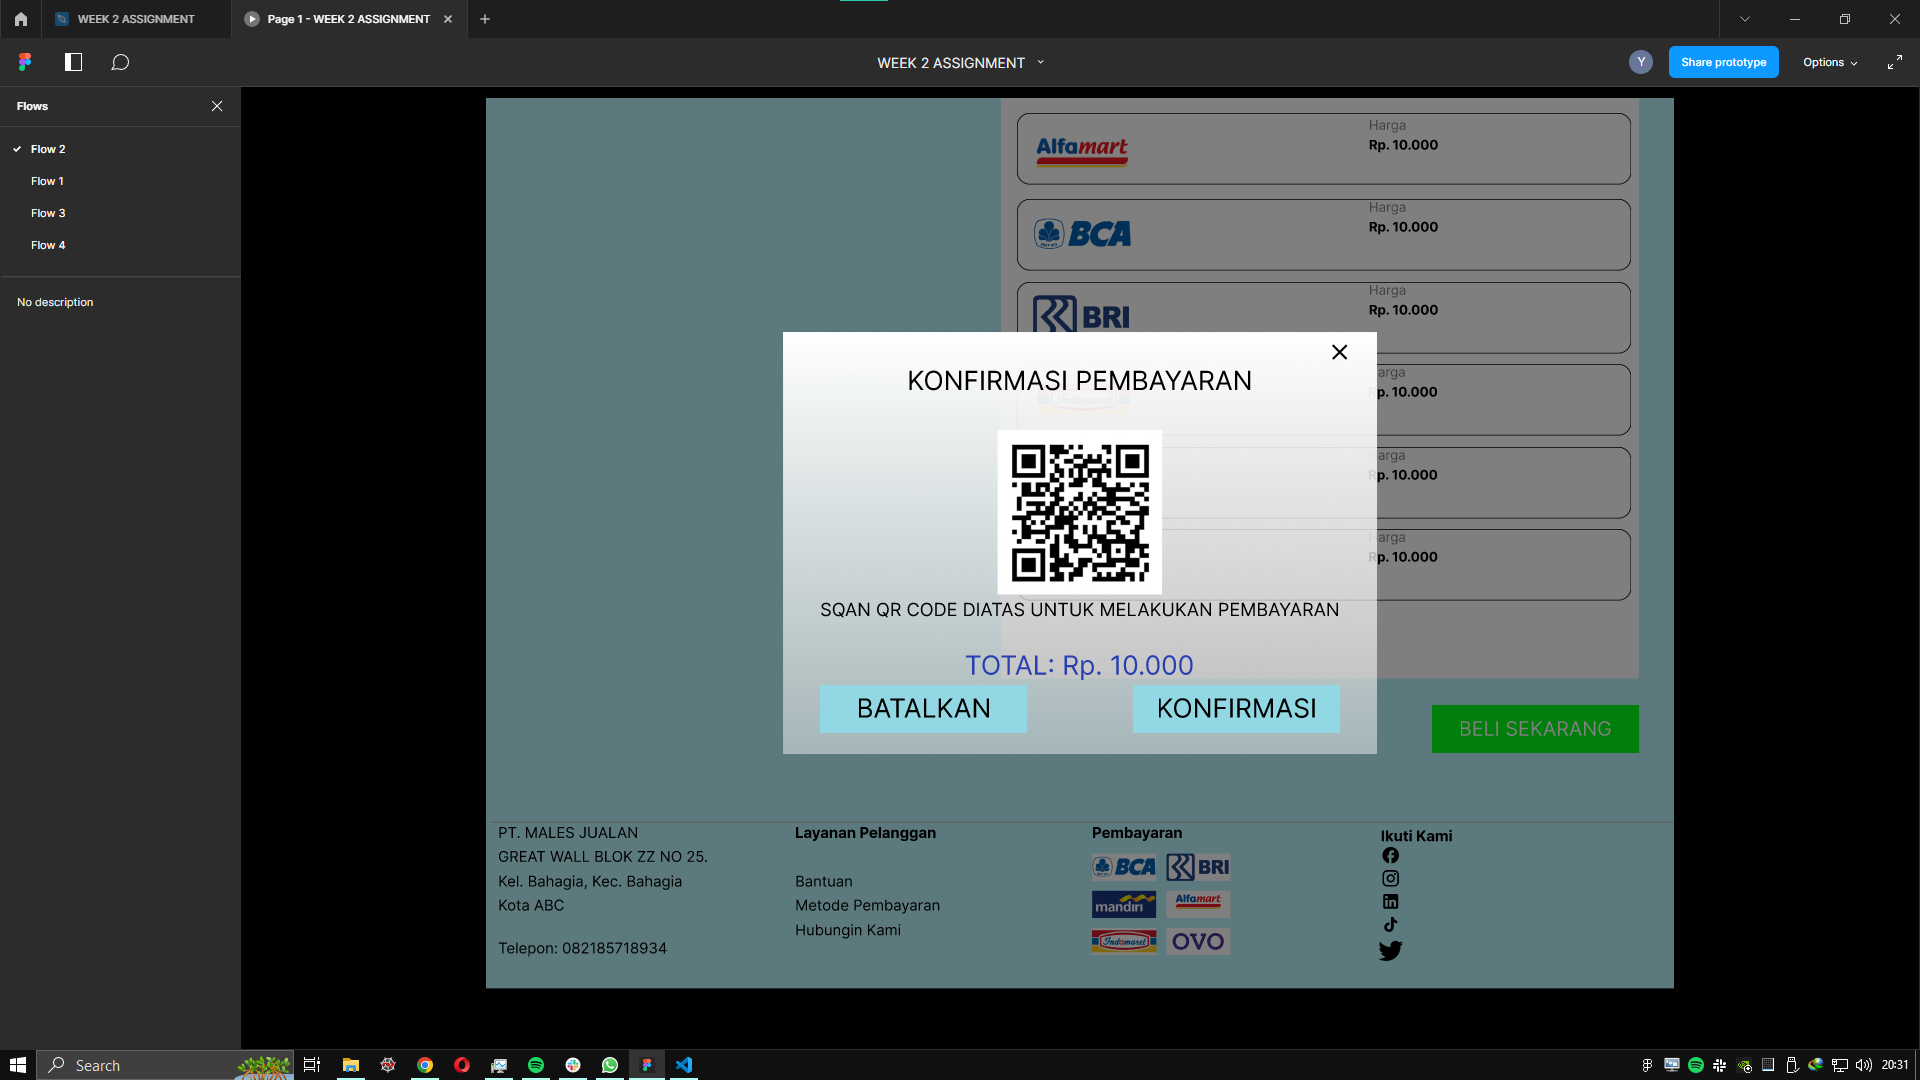 WEEK 2 ASSIGNMENT
Page 1 - WEEK 2 ASSIGNMENT
WEEK 2 ASSIGNMENT
Y
Share prototype
Options
Flows
Flow 2
Flow 1
Flow 3
Flow 4
No description
Alfamart
Harga
Rp. 10.000
BCA
Harga
Rp. 10.000
BRI
Harga
Rp. 10.000
Indomaret
arga
p. 10.000
arga
p. 10.000
arga
p. 10.000
KONFIRMASI PEMBAYARAN
SQAN QR CODE DIATAS UNTUK MELAKUKAN PEMBAYARAN
TOTAL: Rp. 10.000
BATALKAN
KONFIRMASI
BELI SEKARANG
PT. MALES JUALAN
GREAT WALL BLOK ZZ NO 25.
Kel. Bahagia, Kec. Bahagia
Kota ABC
Telepon: 082185718934
Layanan Pelanggan
Bantuan
Metode Pembayaran
Hubungin Kami
Pembayaran
BCA
BRI
mandiri
Alfamart
Indomaret
OVO
Ikuti Kami
Search
20:31